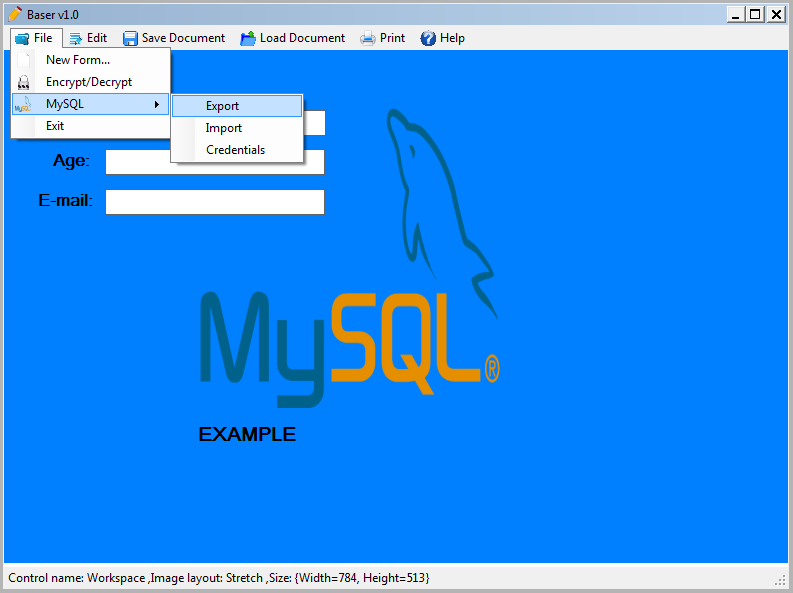 Baser v1.0
File Edit Save Document Load Document Print Help
New Form...
Encrypt/Decrypt
MySQL
Export
Exit
Import
Credentials
Age:
E-mail:
MySQL®
EXAMPLE
Control name: Workspace ,Image layout: Stretch ,Size: {Width=784, Height=513}